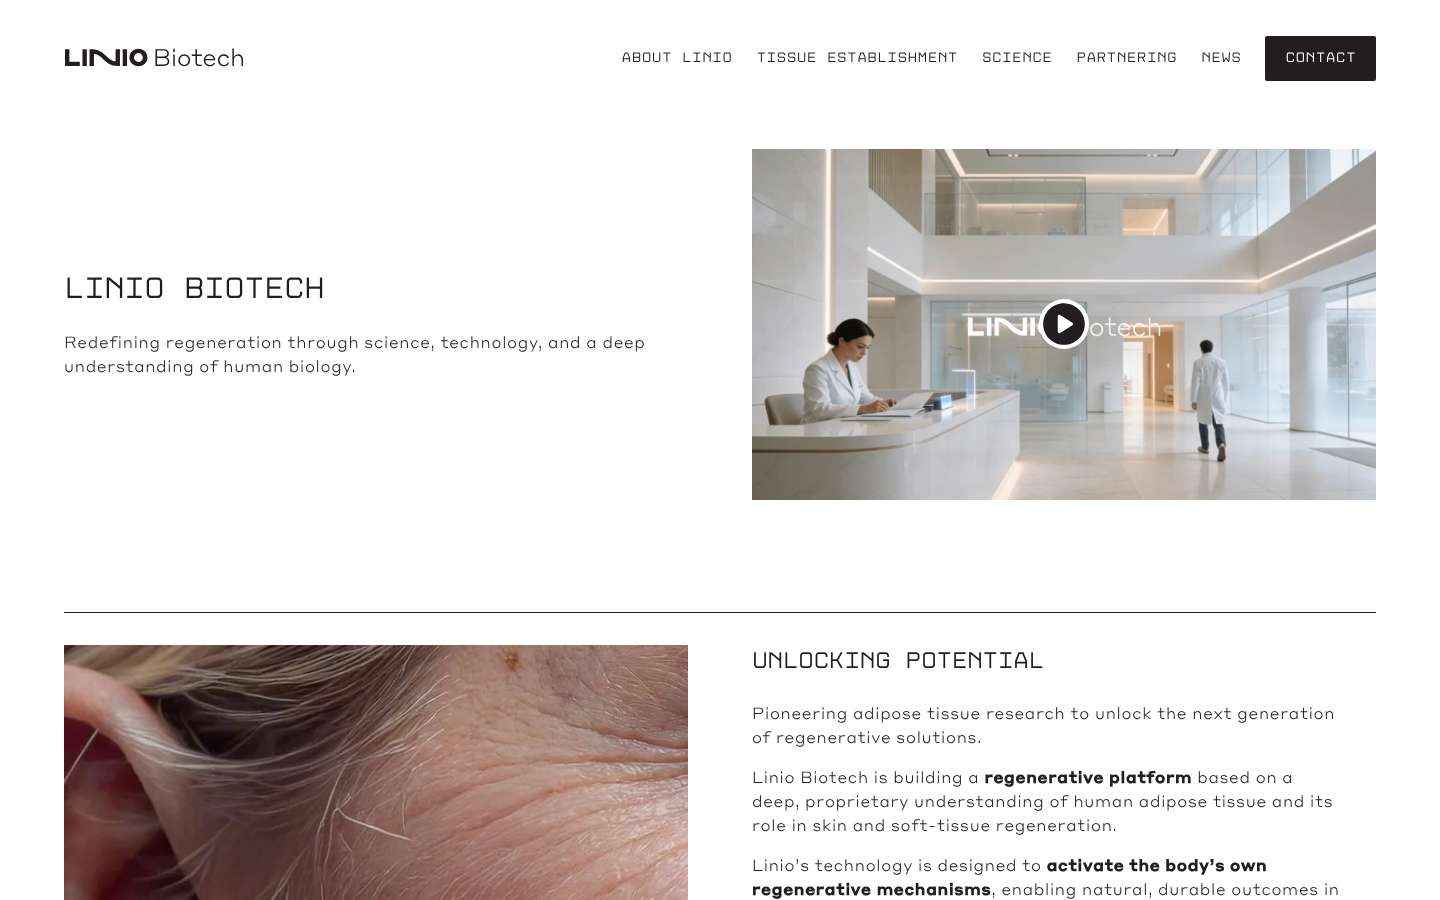 LINIO Biotech
ABOUT LINIO
TISSUE ESTABLISHMENT
SCIENCE
PARTNERING
NEWS
CONTACT
LINIO BIOTECH
Redefining regeneration through science, technology, and a deep
understanding of human biology.
UNLOCKING POTENTIAL
Pioneering adipose tissue research to unlock the next generation
of regenerative solutions.
Linio Biotech is building a regenerative platform based on a
deep, proprietary understanding of human adipose tissue and its
role in skin and soft-tissue regeneration.
Linio’s technology is designed to activate the body’s own
regenerative mechanisms, enabling natural, durable outcomes in